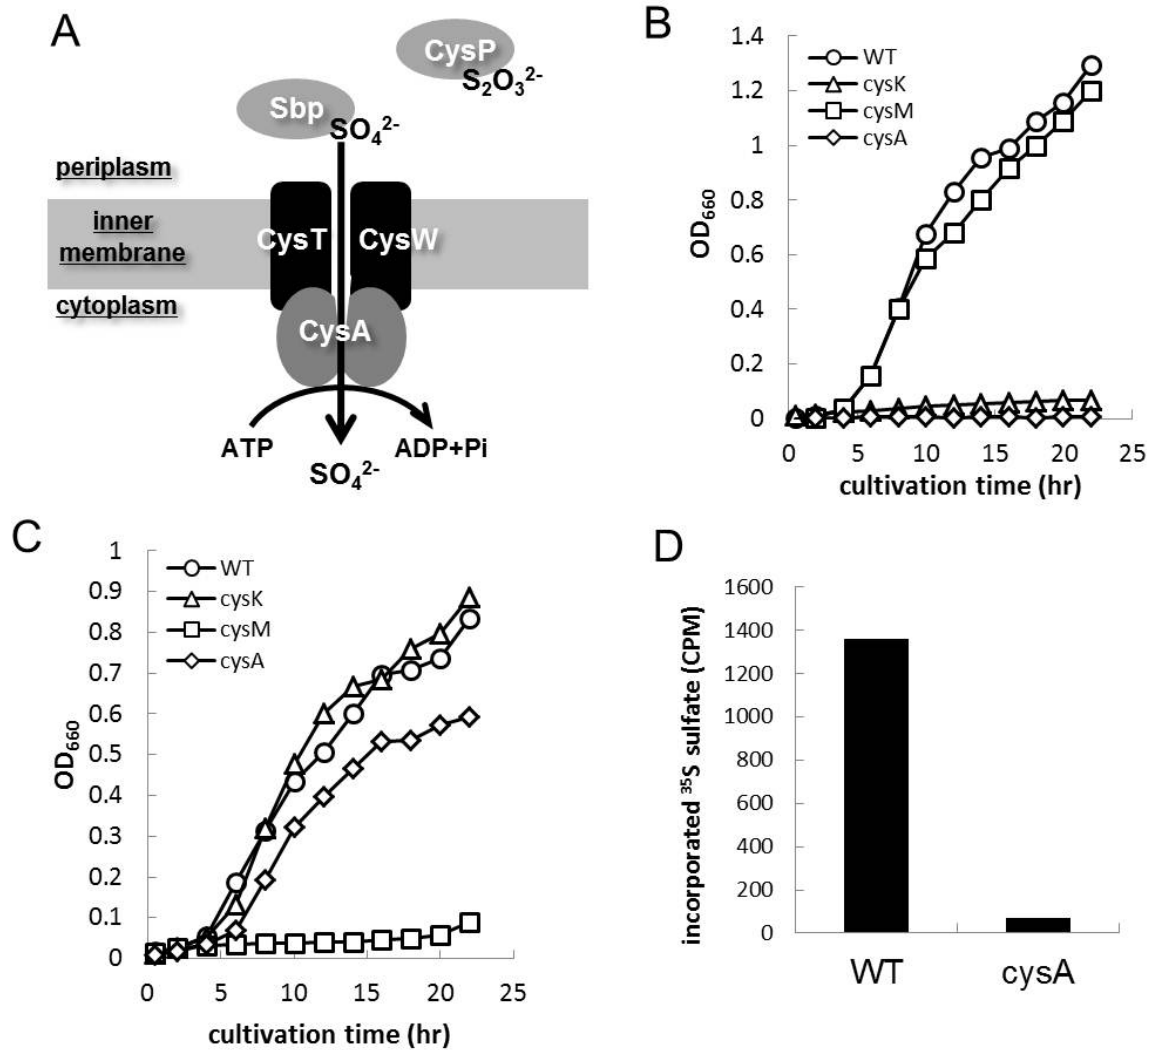 A
CysP
S₂O₃²⁻
Sbp
SO₄²⁻
periplasm
inner
membrane
CysT
CysW
cytoplasm
CysA
ATP
ADP+Pi
SO₄²⁻
B
1.4
1.2
1
0.8
0.6
0.4
0.2
0
OD₆₆₀
WT
cysK
cysM
cysA
0 5 10 15 20 25
cultivation time (hr)
C
1
0.9
0.8
0.7
0.6
0.5
0.4
0.3
0.2
0.1
0
OD₆₆₀
WT
cysK
cysM
cysA
0 5 10 15 20 25
cultivation time (hr)
D
1600
1400
1200
1000
800
600
400
200
0
incorporated ³⁵S sulfate (CPM)
WT cysA